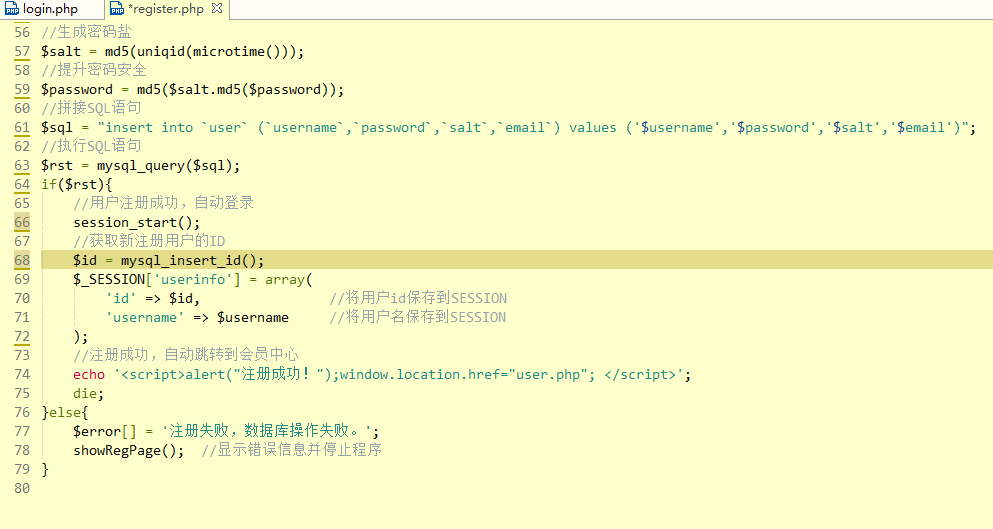 login.php *register.php
56 //生成密码盐
57 $salt = md5(uniqid(microtime()));
58 //提升密码安全
59 $password = md5($salt.md5($password));
60 //拼接SQL语句
61 $sql = "insert into `user` (`username`,`password`,`salt`,`email`) values ('$username','$password','$salt','$email')";
62 //执行SQL语句
63 $rst = mysql_query($sql);
64 if($rst){
65     //用户注册成功，自动登录
66     session_start();
67     //获取新注册用户的ID
68     $id = mysql_insert_id();
69     $_SESSION['userinfo'] = array(
70         'id' => $id,                //将用户id保存到SESSION
71         'username' => $username     //将用户名保存到SESSION
72     );
73     //注册成功，自动跳转到会员中心
74     echo '<script>alert("注册成功！");window.location.href="user.php"; </script>';
75     die;
76 }else{
77     $error[] = '注册失败，数据库操作失败。';
78     showRegPage();  //显示错误信息并停止程序
79 }
80